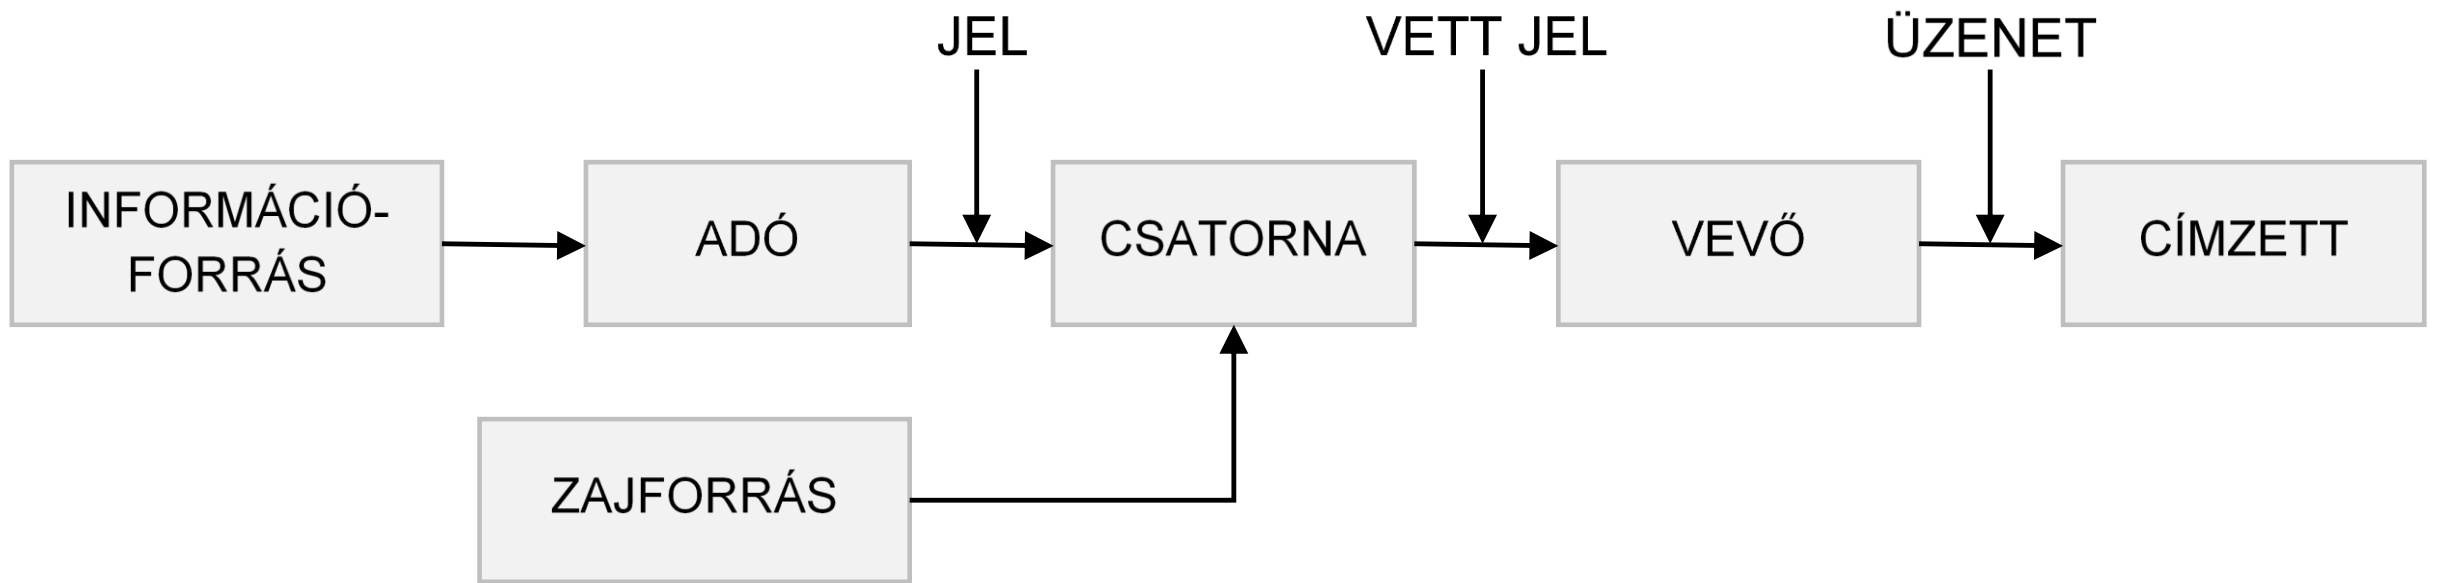 JEL
VETT JEL
ÜZENET
INFORMÁCIÓ-
FORRÁS
ADÓ
CSATORNA
VEVŐ
CÍMZETT
ZAJFORRÁS